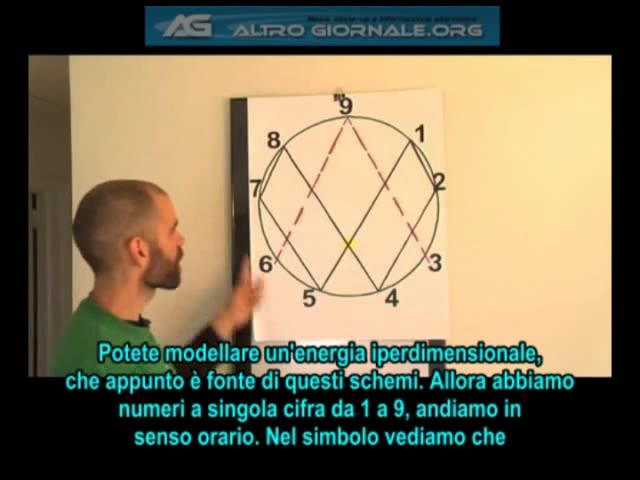 AG ALTRO GIORNALE.ORG
9
8 1
7 2
6 3
5 4
Potete modellare un'energia iperdimensionale,
che appunto è fonte di questi schemi. Allora abbiamo
numeri a singola cifra da 1 a 9, andiamo in
senso orario. Nel simbolo vediamo che